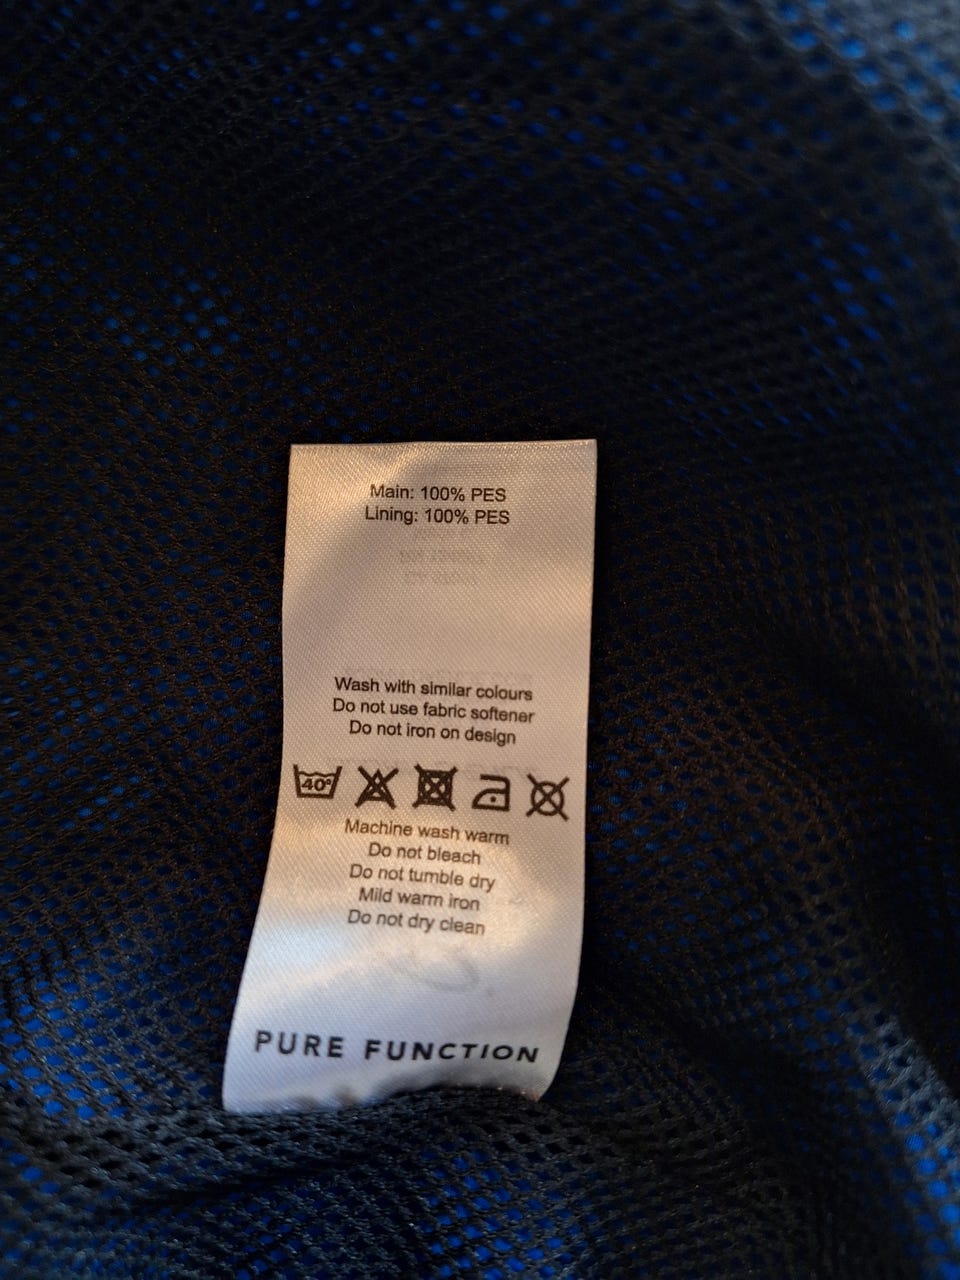 Main: 100% PES
Lining: 100% PES
Wash with similar colours
Do not use fabric softener
Do not iron on design
40°
Machine wash warm
Do not bleach
Do not tumble dry
Mild warm iron
Do not dry clean
PURE FUNCTION